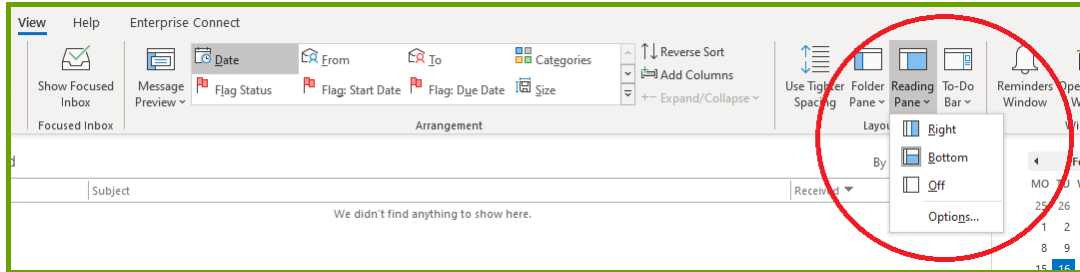 View Help Enterprise Connect
Show Focused Inbox
Message Preview
Date From To Categories
Flag Status Flag: Start Date Flag: Due Date Size
Reverse Sort
Add Columns
Expand/Collapse
Use Tighter Spacing
Folder Pane
Reading Pane
To-Do Bar
Reminders Window
Focused Inbox Arrangement
Right
Bottom
Off
Options...
By
Subject Received
We didn't find anything to show here.
MO TU
25 26
1 2
8 9
15 16